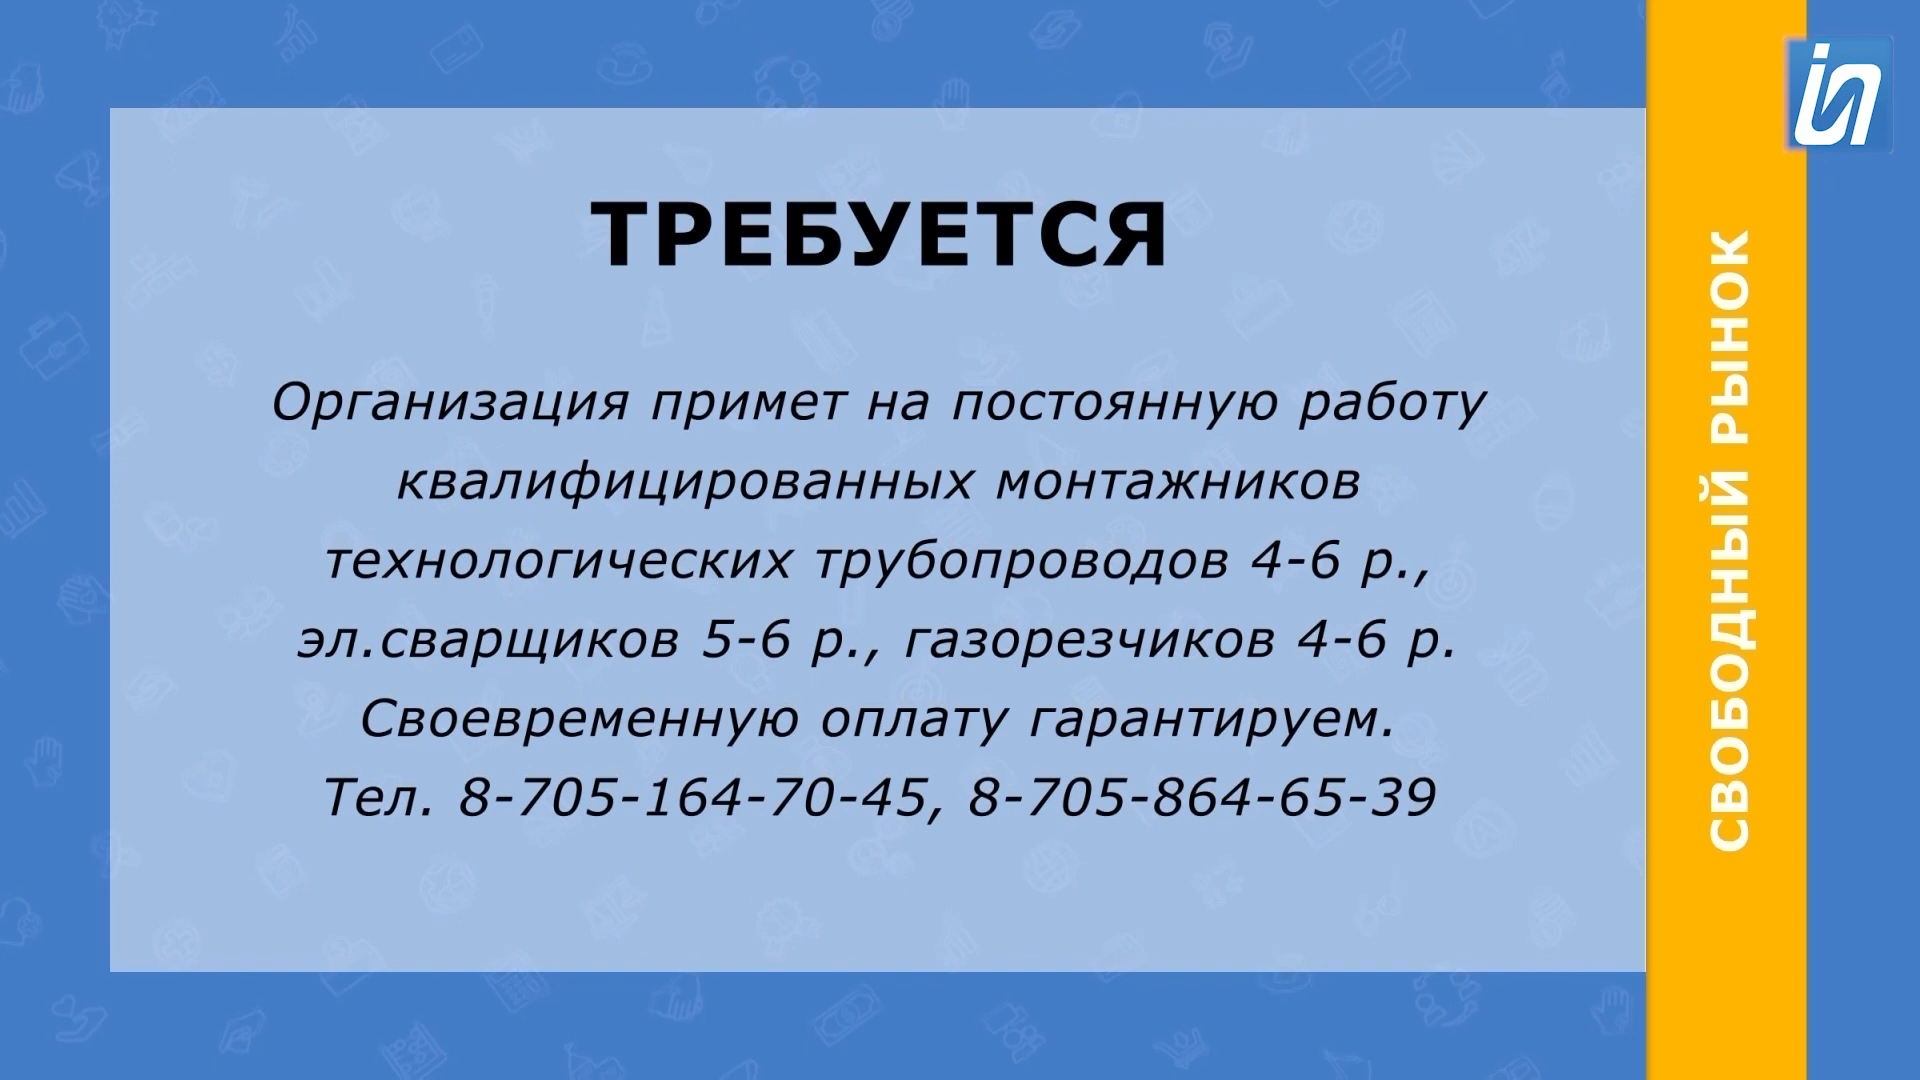 ТРЕБУЕТСЯ
Организация примет на постоянную работу
квалифицированных монтажников
технологических трубопроводов 4-6 р.,
эл.сварщиков 5-6 р., газорезчиков 4-6 р.
Своевременную оплату гарантируем.
Тел. 8-705-164-70-45, 8-705-864-65-39
СВОБОДНЫЙ РЫНОК